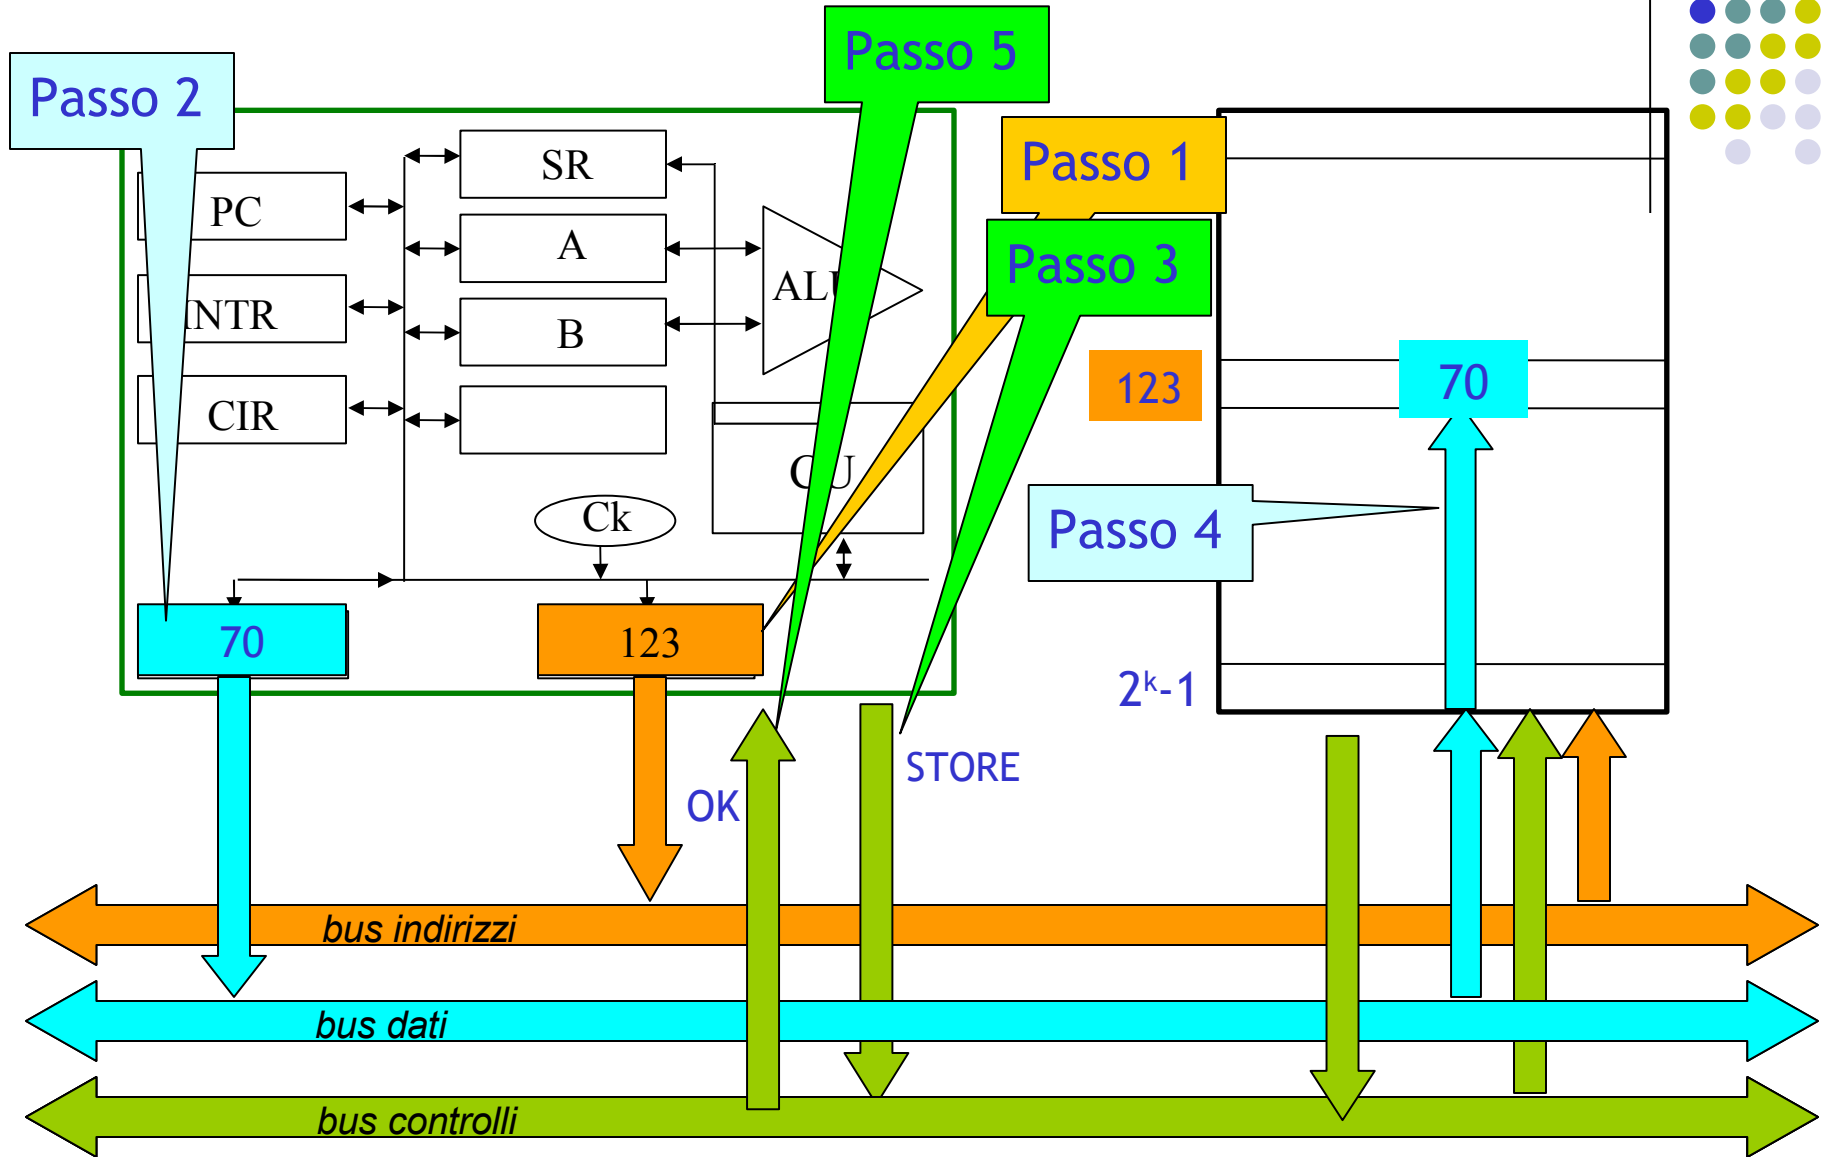 Passo 5
Passo 2
Passo 1
SR
PC
A
Passo 3
ALU
INTR
B
123
70
CIR
CU
Ck
Passo 4
70
123
2ᵏ-1
STORE
OK
bus indirizzi
bus dati
bus controlli